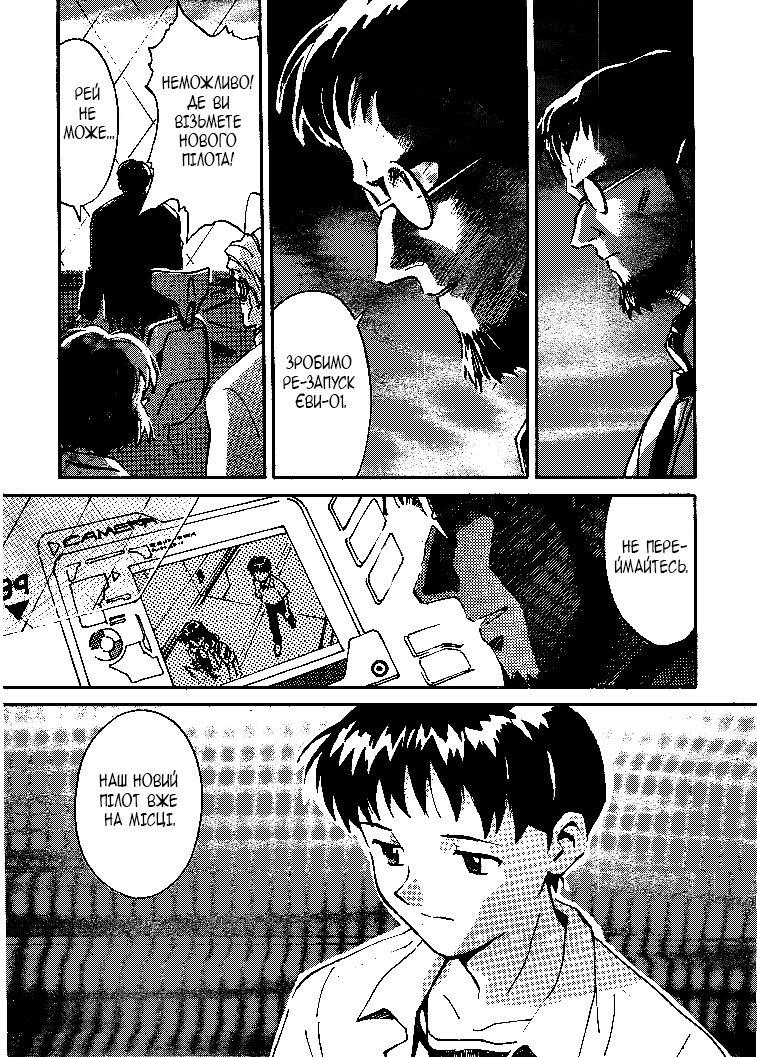 ЗРОБИМО
РЕ-ЗАПУСК
ЄВИ-01.
НЕМОЖЛИВО!
ДЕ ВИ
ВІЗЬМЕТЕ
НОВОГО
ПІЛОТА!
РЕЙ
НЕ
МОЖЕ...
НЕ ПЕРЕ-
ЙМАЙТЕСЬ.
CAMERA
НАШ НОВИЙ
ПІЛОТ ВЖЕ
НА МІСЦІ.